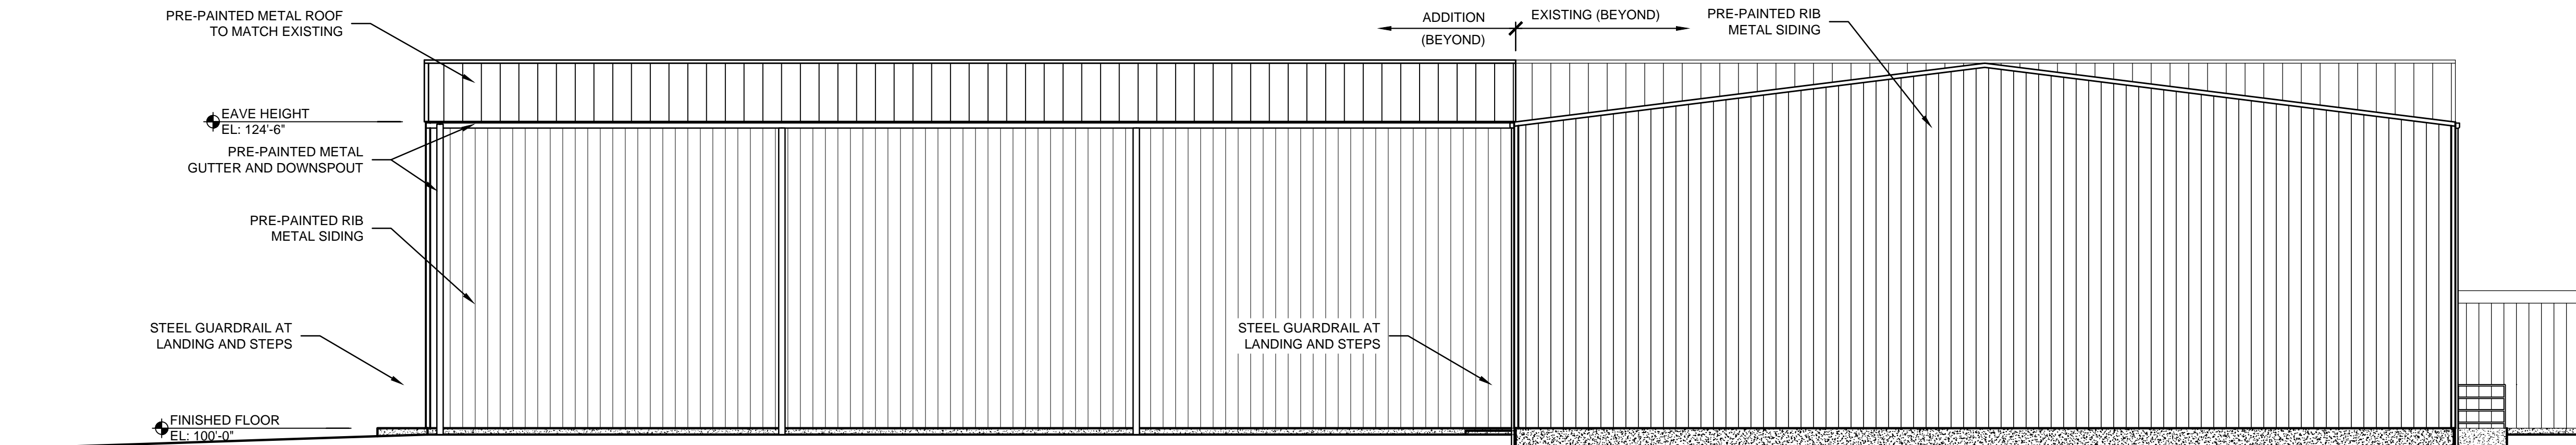 PRE-PAINTED METAL ROOF
TO MATCH EXISTING
ADDITION
(BEYOND)
EXISTING (BEYOND)
PRE-PAINTED RIB
METAL SIDING
EAVE HEIGHT
EL: 124'-6"
PRE-PAINTED METAL
GUTTER AND DOWNSPOUT
PRE-PAINTED RIB
METAL SIDING
STEEL GUARDRAIL AT
LANDING AND STEPS
STEEL GUARDRAIL AT
LANDING AND STEPS
FINISHED FLOOR
EL: 100'-0"